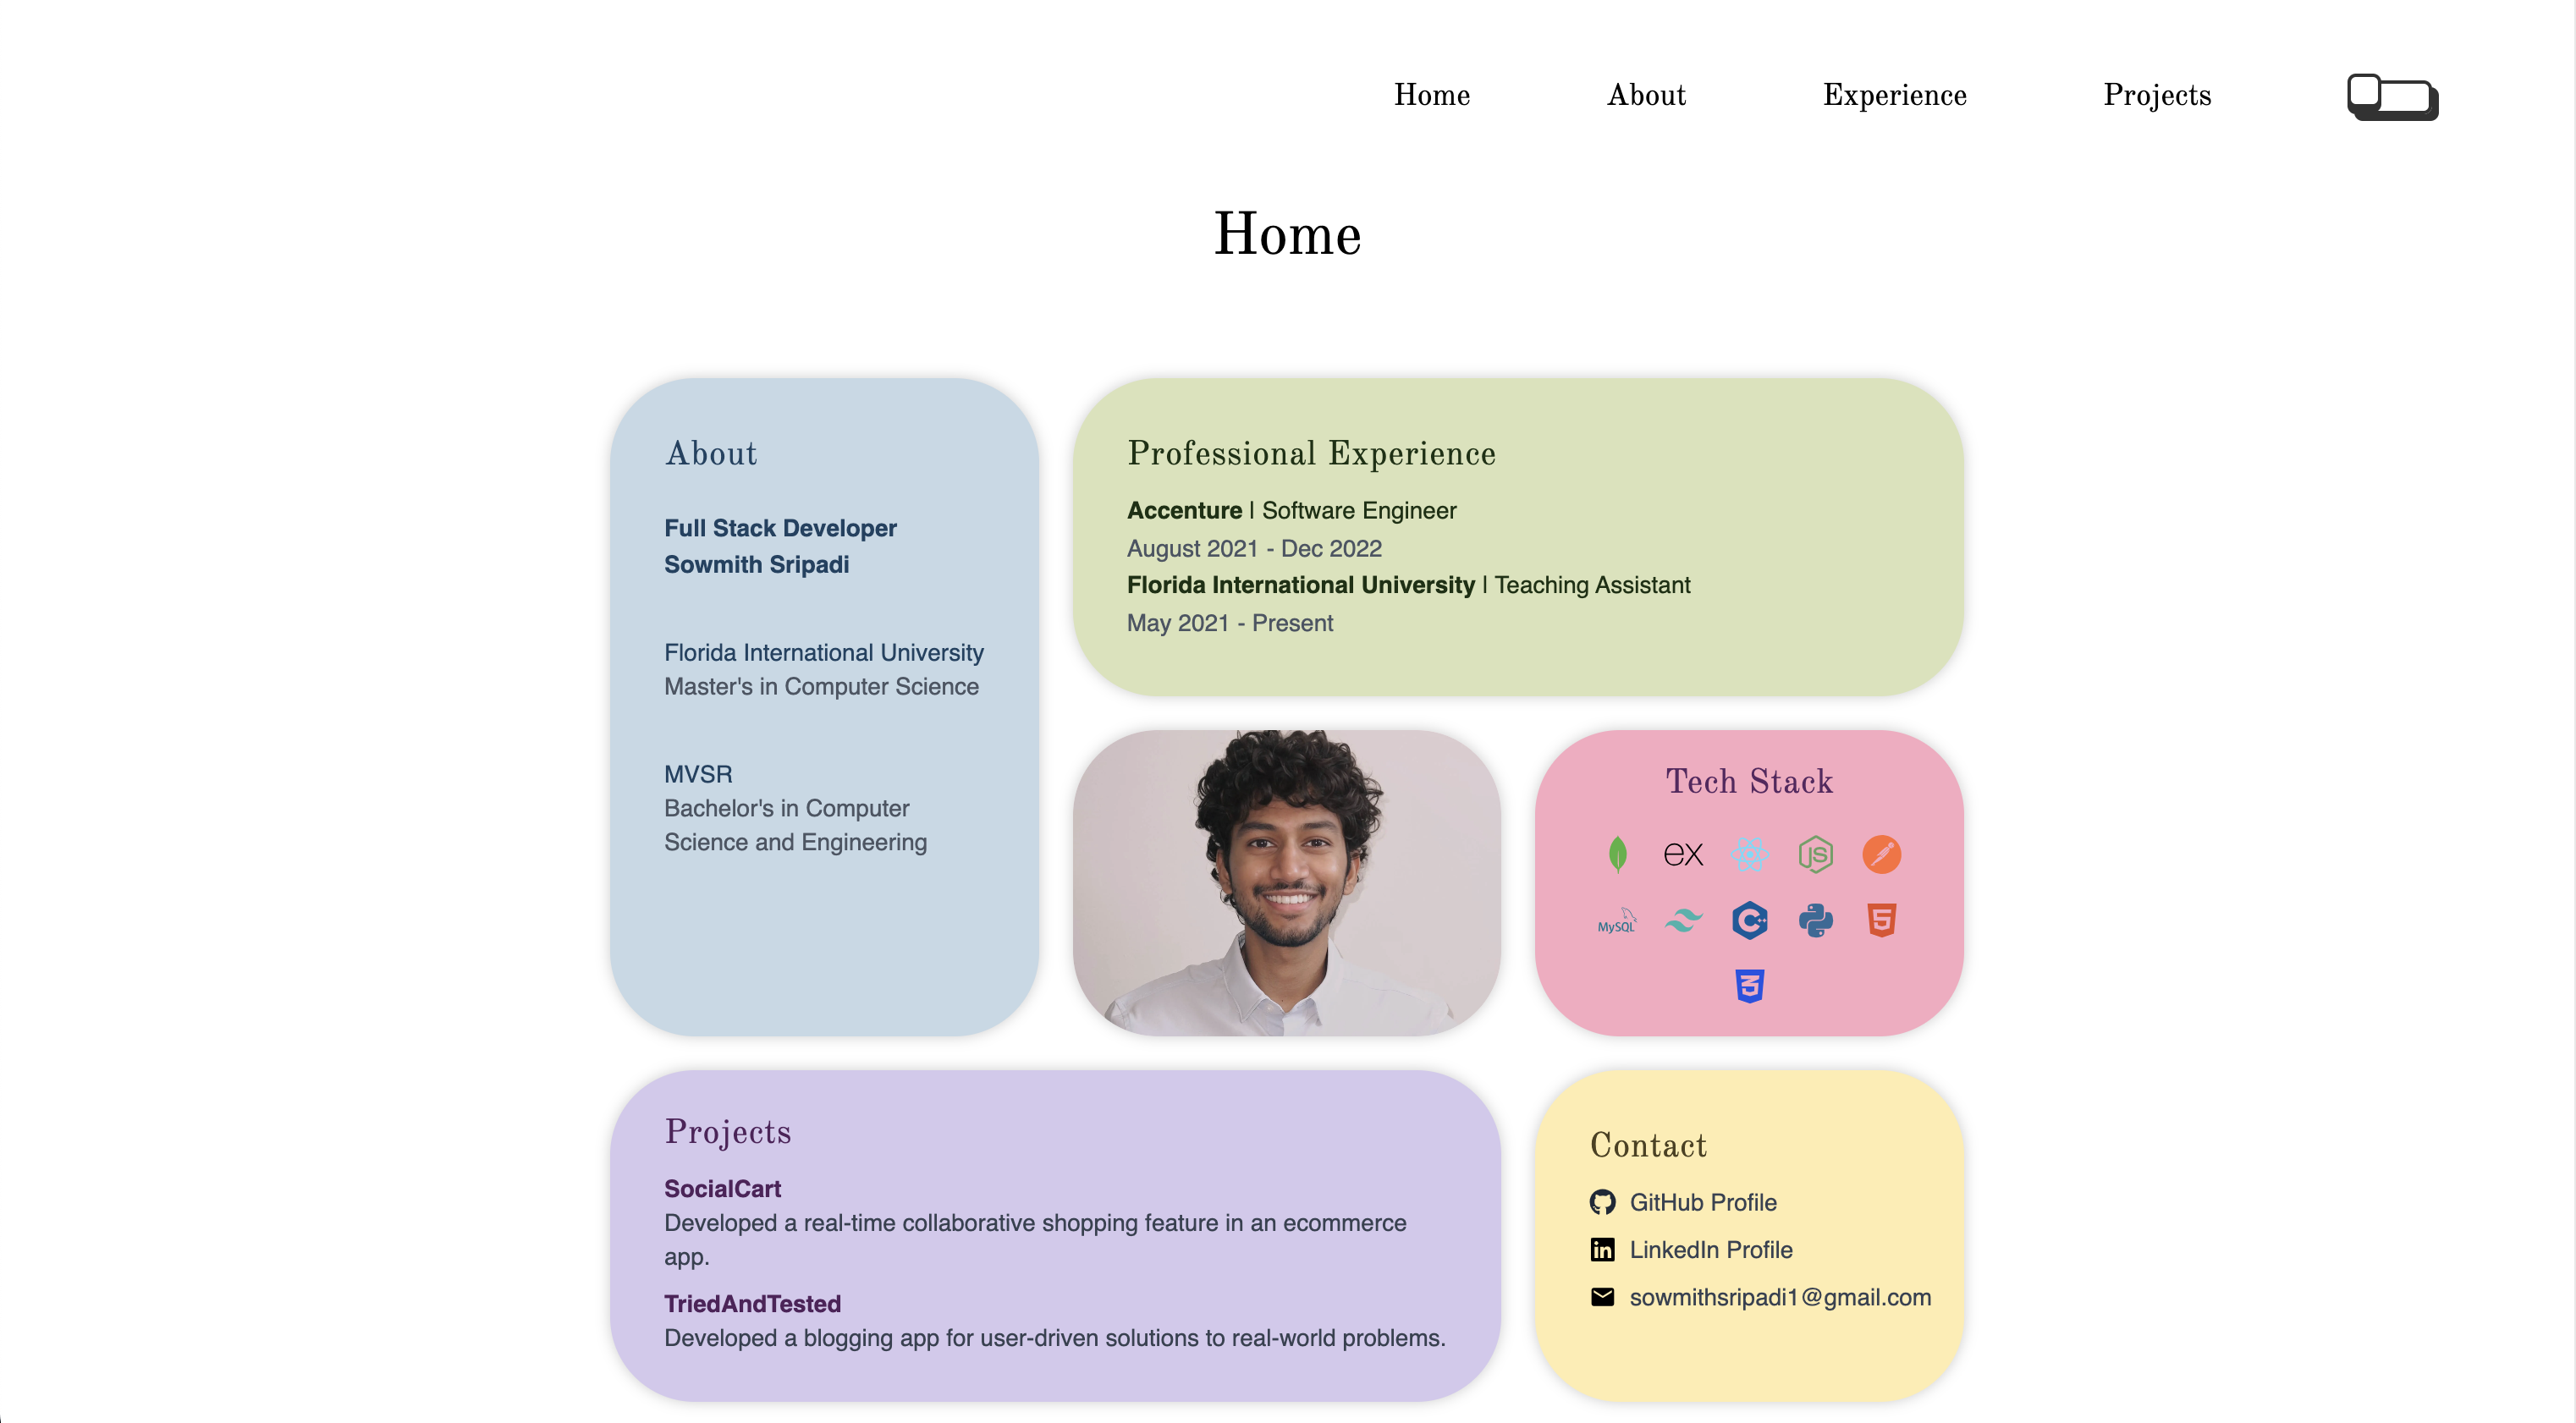 Home
About
Experience
Projects
Home
About
Full Stack Developer
Sowmith Sripadi
Florida International University
Master's in Computer Science
MVSR
Bachelor's in Computer
Science and Engineering
Professional Experience
Accenture | Software Engineer
August 2021 - Dec 2022
Florida International University | Teaching Assistant
May 2021 - Present
Tech Stack
ex
JS
MySQL
C++
5
3
Projects
SocialCart
Developed a real-time collaborative shopping feature in an ecommerce
app.
TriedAndTested
Developed a blogging app for user-driven solutions to real-world problems.
Contact
GitHub Profile
in LinkedIn Profile
sowmithsripadi1@gmail.com